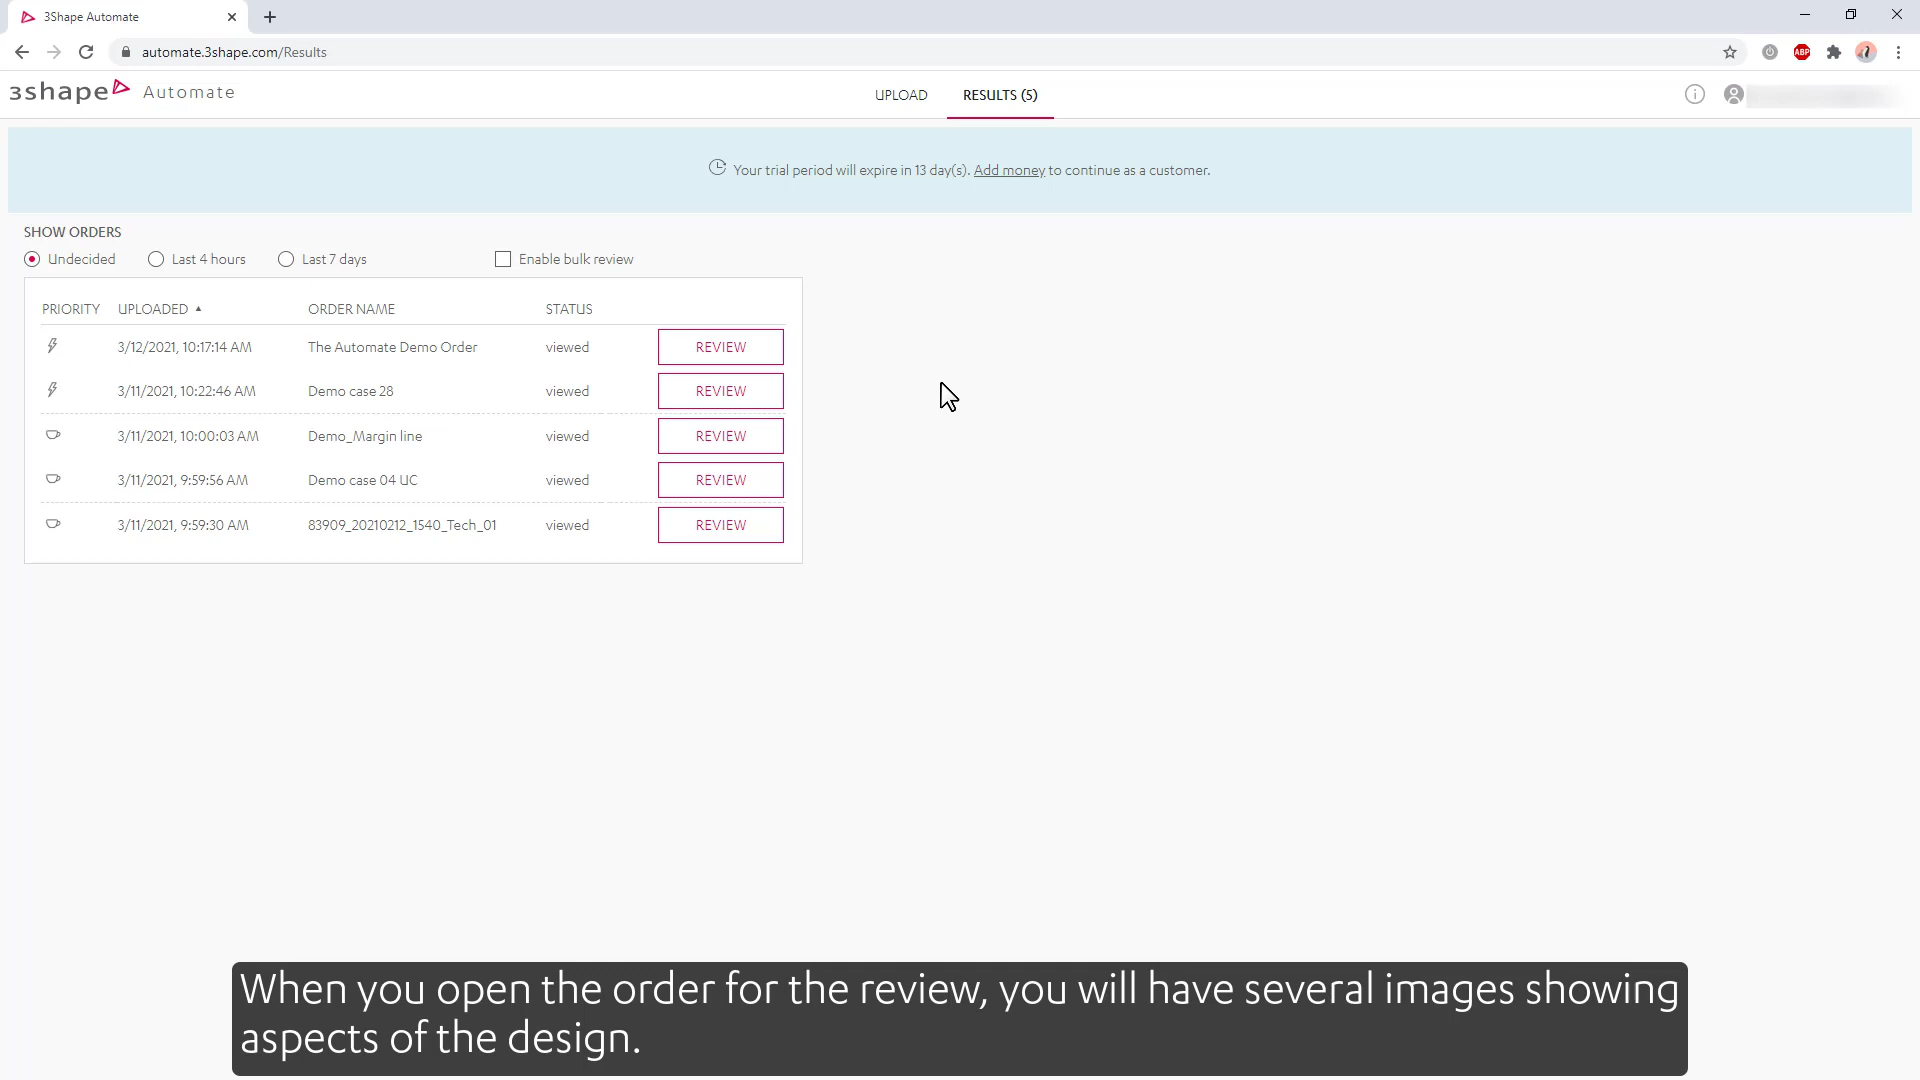 3Shape Automate
automate.3shape.com/Results
ABP
3shape Automate
UPLOAD RESULTS (5)
Your trial period will expire in 13 day(s). Add money to continue as a customer.
SHOW ORDERS
Undecided Last 4 hours Last 7 days Enable bulk review
PRIORITY UPLOADED ▲ ORDER NAME STATUS
3/12/2021, 10:17:14 AM The Automate Demo Order viewed REVIEW
3/11/2021, 10:22:46 AM Demo case 28 viewed REVIEW
3/11/2021, 10:00:03 AM Demo_Margin line viewed REVIEW
3/11/2021, 9:59:56 AM Demo case 04 UC viewed REVIEW
3/11/2021, 9:59:30 AM 83909_20210212_1540_Tech_01 viewed REVIEW
When you open the order for the review, you will have several images showing
aspects of the design.